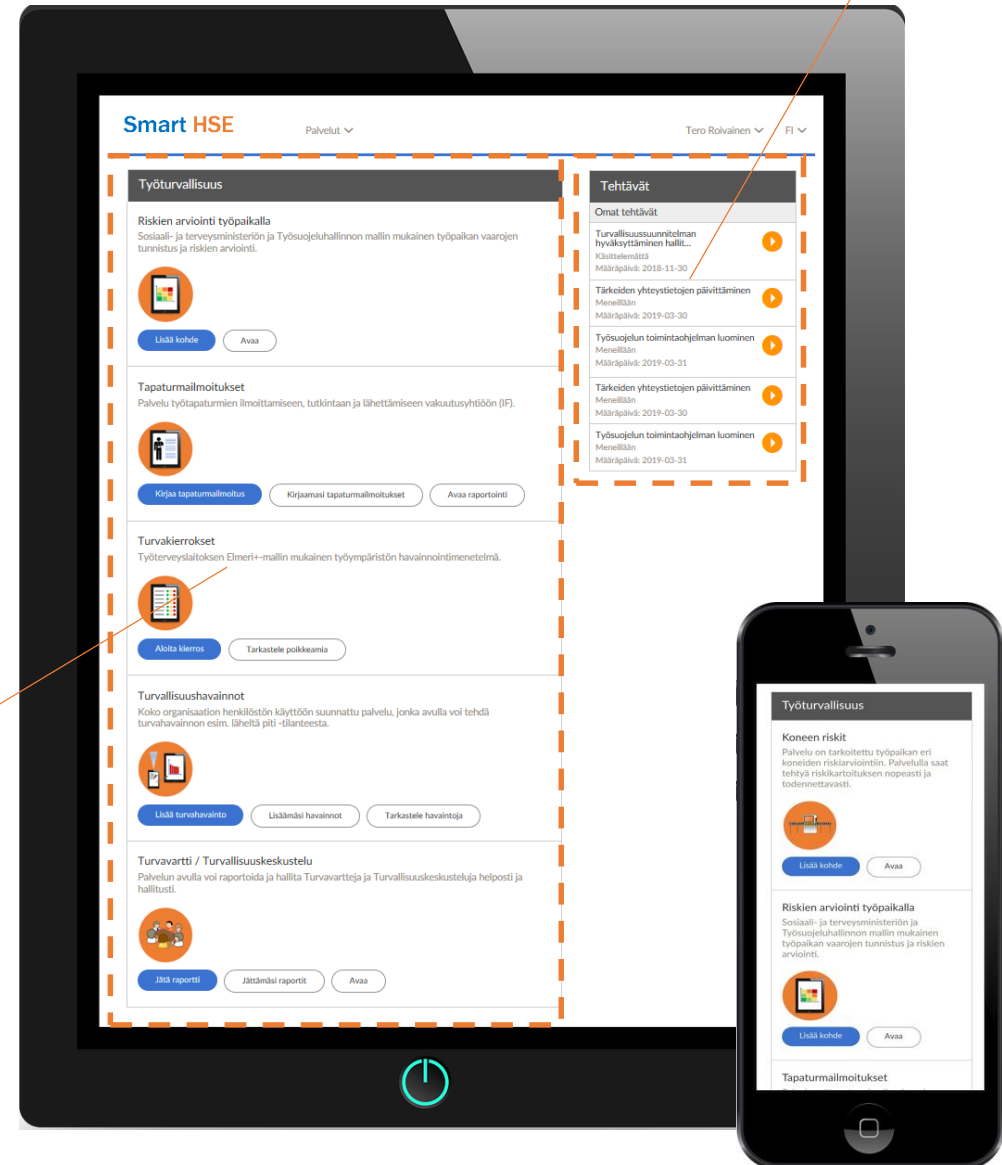 Smart HSE
Palvelut
Tero Roivainen
FI
Työturvallisuus
Riskien arviointi työpaikalla
Sosiaali- ja terveysministeriön ja Työsuojeluhallinnon mallin mukainen työpaikan vaarojen
tunnistus ja riskien arviointi.
Lisää kohde
Avaa
Tapaturmailmoitukset
Palvelu työtapaturmien ilmoittamiseen, tutkintaan ja lähettämiseen vakuutusyhtiöön (IF).
Kirjaa tapaturmailmoitus
Kirjaamasi tapaturmailmoitukset
Avaa raportointi
Turvakierrokset
Työterveyslaitoksen Elmeri+-mallin mukainen työympäristön havainnointimenetelmä.
Aloita kierros
Tarkastele poikkeamia
Turvallisuushavainnot
Koko organisaation henkilöstön käyttöön suunnattu palvelu, jonka avulla voi tehdä
turvahavainnon esim. läheltä piti -tilanteesta.
Lisää turvahavainto
Lisäämäsi havainnot
Tarkastele havaintoja
Turvavartti / Turvallisuuskeskustelu
Palvelun avulla voi raportoida ja hallita Turvavartteja ja Turvallisuuskeskusteluja helposti ja
hallitusti.
Jätä raportti
Jättämäsi raportit
Avaa
Tehtävät
Omat tehtävät
Turvallisuussuunnitelman
hyväksyttäminen hallit...
Käsittelemättä
Määräpäivä: 2018-11-30
Tärkeiden yhteystietojen päivittäminen
Meneillään
Määräpäivä: 2019-03-30
Työsuojelun toimintaohjelman luominen
Meneillään
Määräpäivä: 2019-03-31
Tärkeiden yhteystietojen päivittäminen
Meneillään
Määräpäivä: 2019-03-30
Työsuojelun toimintaohjelman luominen
Meneillään
Määräpäivä: 2019-03-31
Työturvallisuus
Koneen riskit
Palvelu on tarkoitettu työpaikan eri
koneiden riskiarviointiin. Palvelulla saat
tehtyä riskikartoituksen nopeasti ja
todennettavasti.
Lisää kohde
Avaa
Riskien arviointi työpaikalla
Sosiaali- ja terveysministeriön ja
Työsuojeluhallinnon mallin mukainen
työpaikan vaarojen tunnistus ja riskien
arviointi.
Lisää kohde
Avaa
Tapaturmailmoitukset